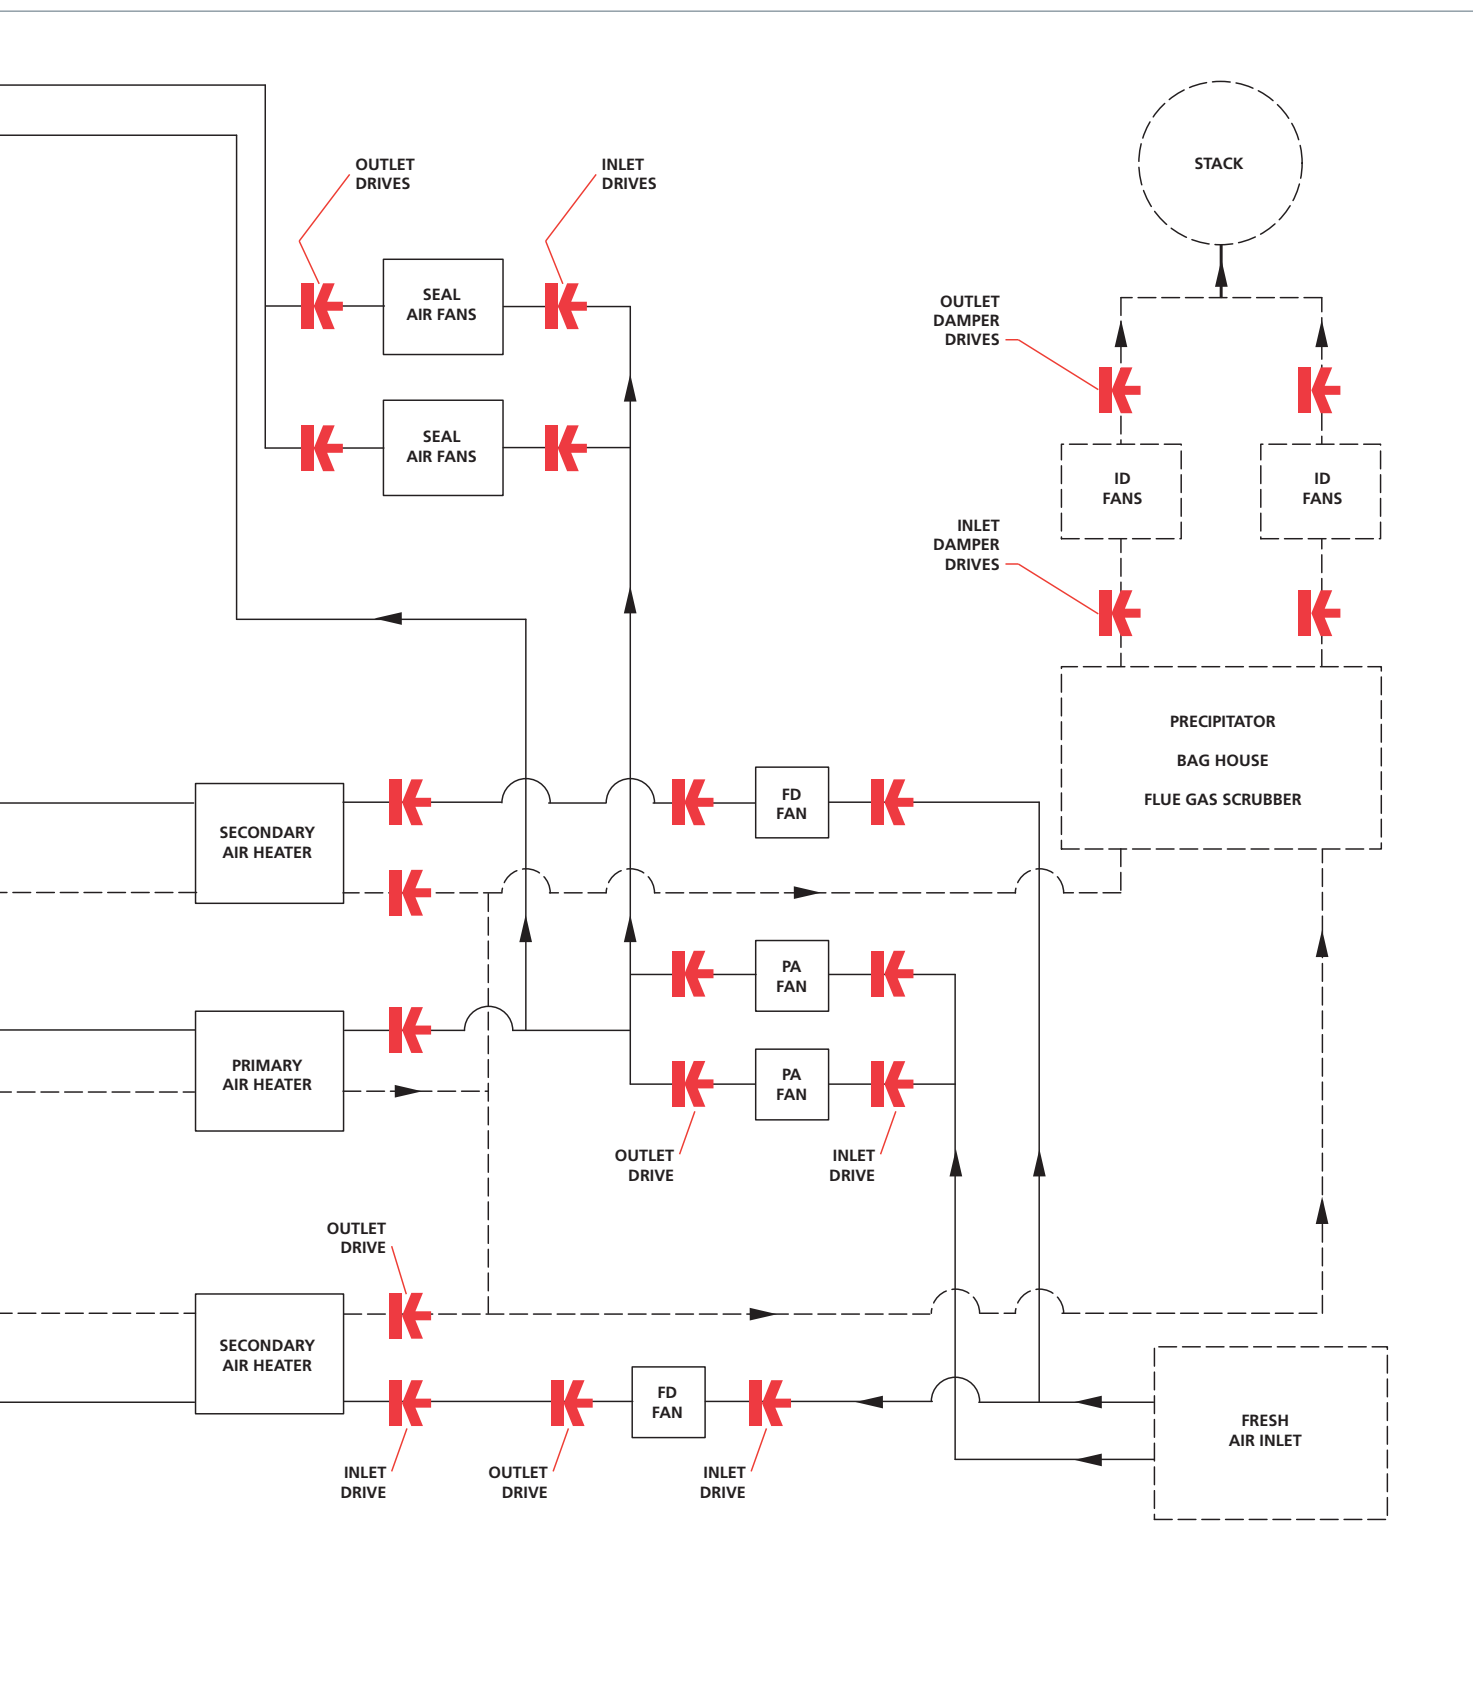 OUTLET
DRIVES
INLET
DRIVES
STACK
SEAL
AIR FANS
OUTLET
DAMPER
DRIVES
SEAL
AIR FANS
ID
FANS
ID
FANS
INLET
DAMPER
DRIVES
PRECIPITATOR
BAG HOUSE
FLUE GAS SCRUBBER
SECONDARY
AIR HEATER
FD
FAN
PA
FAN
PRIMARY
AIR HEATER
PA
FAN
OUTLET
DRIVE
INLET
DRIVE
OUTLET
DRIVE
SECONDARY
AIR HEATER
FD
FAN
FRESH
AIR INLET
INLET
DRIVE
OUTLET
DRIVE
INLET
DRIVE